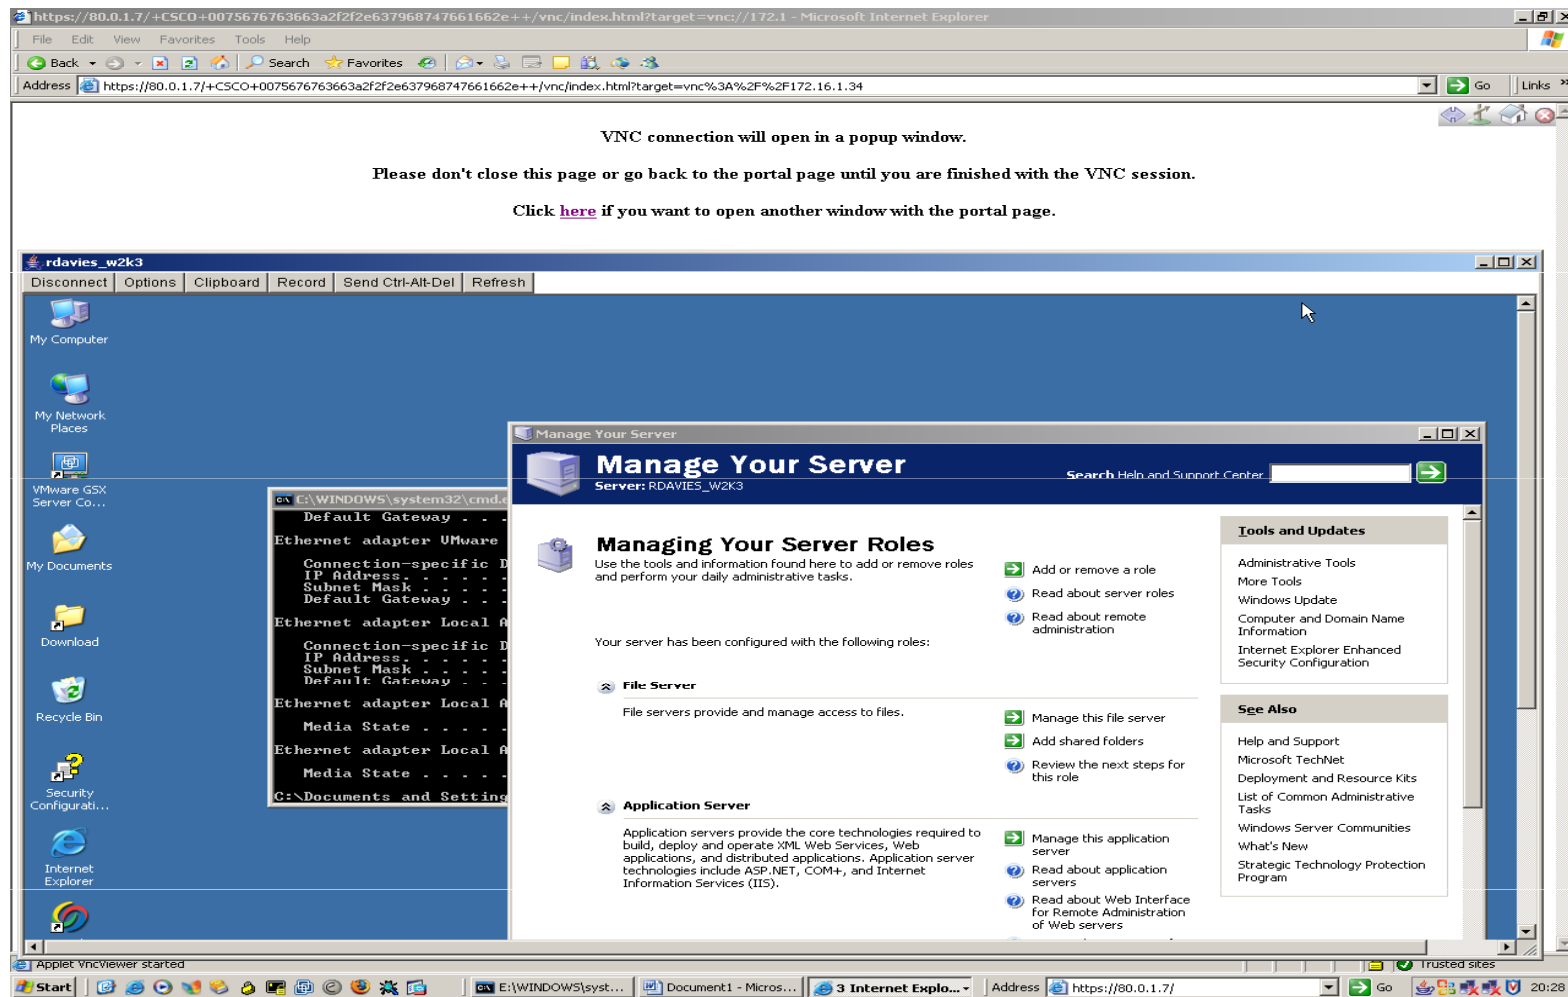 https://80.0.1.7/+CSCO+0075676763663a2f2f2e637968747661662e++/vnc/index.html?target=vnc://172.1 - Microsoft Internet Explorer
File Edit View Favorites Tools Help
Back Search Favorites
Address https://80.0.1.7/+CSCO+0075676763663a2f2f2e637968747661662e++/vnc/index.html?target=vnc%3A%2F%2F172.16.1.34 Go Links »
VNC connection will open in a popup window.
Please don't close this page or go back to the portal page until you are finished with the VNC session.
Click here if you want to open another window with the portal page.
rdavies_w2k3
Disconnect Options Clipboard Record Send Ctrl-Alt-Del Refresh
My Computer
My Network
Places
VMware GSX
Server Co...
My Documents
Download
Recycle Bin
Security
Configurati...
Internet
Explorer
C:\WINDOWS\system32\cmd.e
Default Gateway . . .
Ethernet adapter VMware
Connection-specific D
IP Address. . . . .
Subnet Mask . . . . .
Default Gateway . . .
Ethernet adapter Local A
Connection-specific D
IP Address. . . . .
Subnet Mask . . . . .
Default Gateway . . .
Ethernet adapter Local A
Media State . . . . .
Ethernet adapter Local A
Media State . . . . .
C:\Documents and Setting
Manage Your Server
Manage Your Server
Server: RDAVIES_W2K3
Search Help and Support Center
Managing Your Server Roles
Use the tools and information found here to add or remove roles
and perform your daily administrative tasks.
Add or remove a role
Read about server roles
Read about remote
administration
Your server has been configured with the following roles:
File Server
File servers provide and manage access to files.
Manage this file server
Add shared folders
Review the next steps for
this role
Application Server
Application servers provide the core technologies required to
build, deploy and operate XML Web Services, Web
applications, and distributed applications. Application server
technologies include ASP.NET, COM+, and Internet
Information Services (IIS).
Manage this application
server
Read about application
servers
Read about Web Interface
for Remote Administration
of Web servers
Tools and Updates
Administrative Tools
More Tools
Windows Update
Computer and Domain Name
Information
Internet Explorer Enhanced
Security Configuration
See Also
Help and Support
Microsoft TechNet
Deployment and Resource Kits
List of Common Administrative
Tasks
Windows Server Communities
What's New
Strategic Technology Protection
Program
Applet VncViewer started Trusted sites
Start E:\WINDOWS\syst... Document1 - Micros... 3 Internet Explo... Address https://80.0.1.7/ Go 20:28